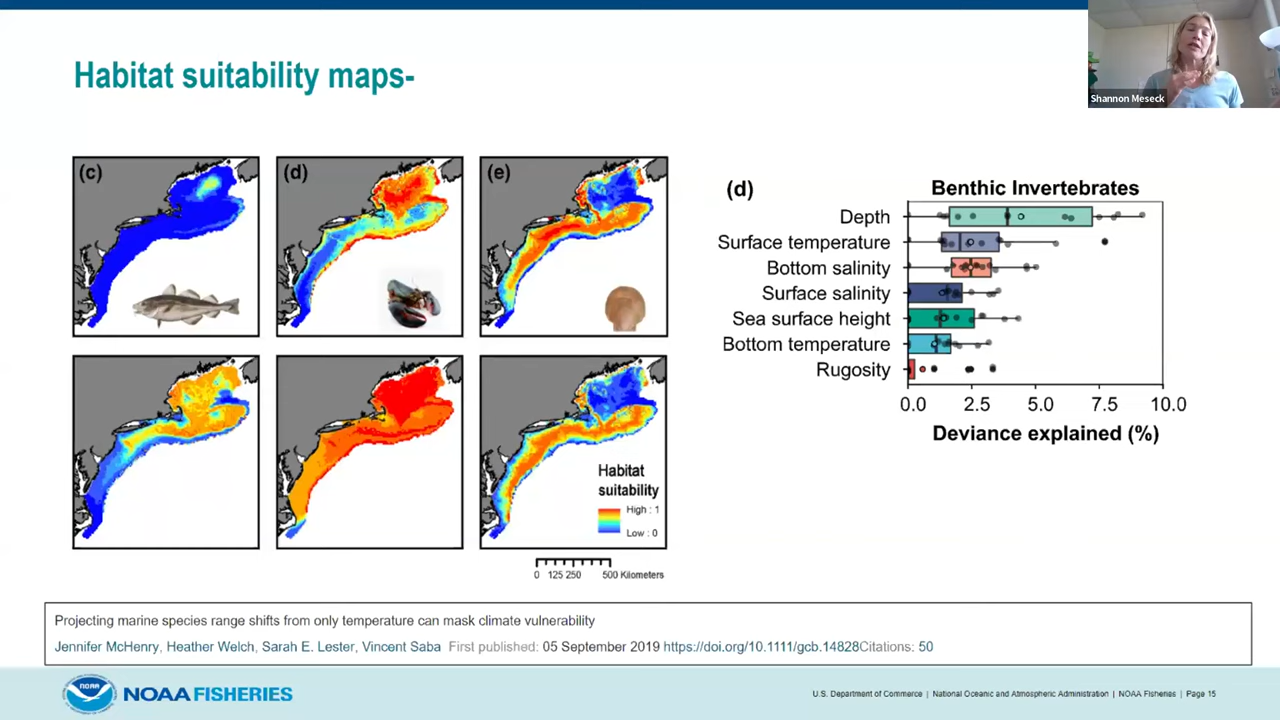 Habitat suitability maps-
Shannon Meseck
(c)
(d)
(e)
Habitat
suitability
High : 1
Low : 0
0 125 250 500 Kilometers
(d)
Benthic Invertebrates
Depth
Surface temperature
Bottom salinity
Surface salinity
Sea surface height
Bottom temperature
Rugosity
0.0 2.5 5.0 7.5 10.0
Deviance explained (%)
Projecting marine species range shifts from only temperature can mask climate vulnerability
Jennifer McHenry, Heather Welch, Sarah E. Lester, Vincent Saba First published: 05 September 2019 https://doi.org/10.1111/gcb.14828Citations: 50
NOAA
NOAA FISHERIES
U.S. Department of Commerce | National Oceanic and Atmospheric Administration | NOAA Fisheries | Page 15